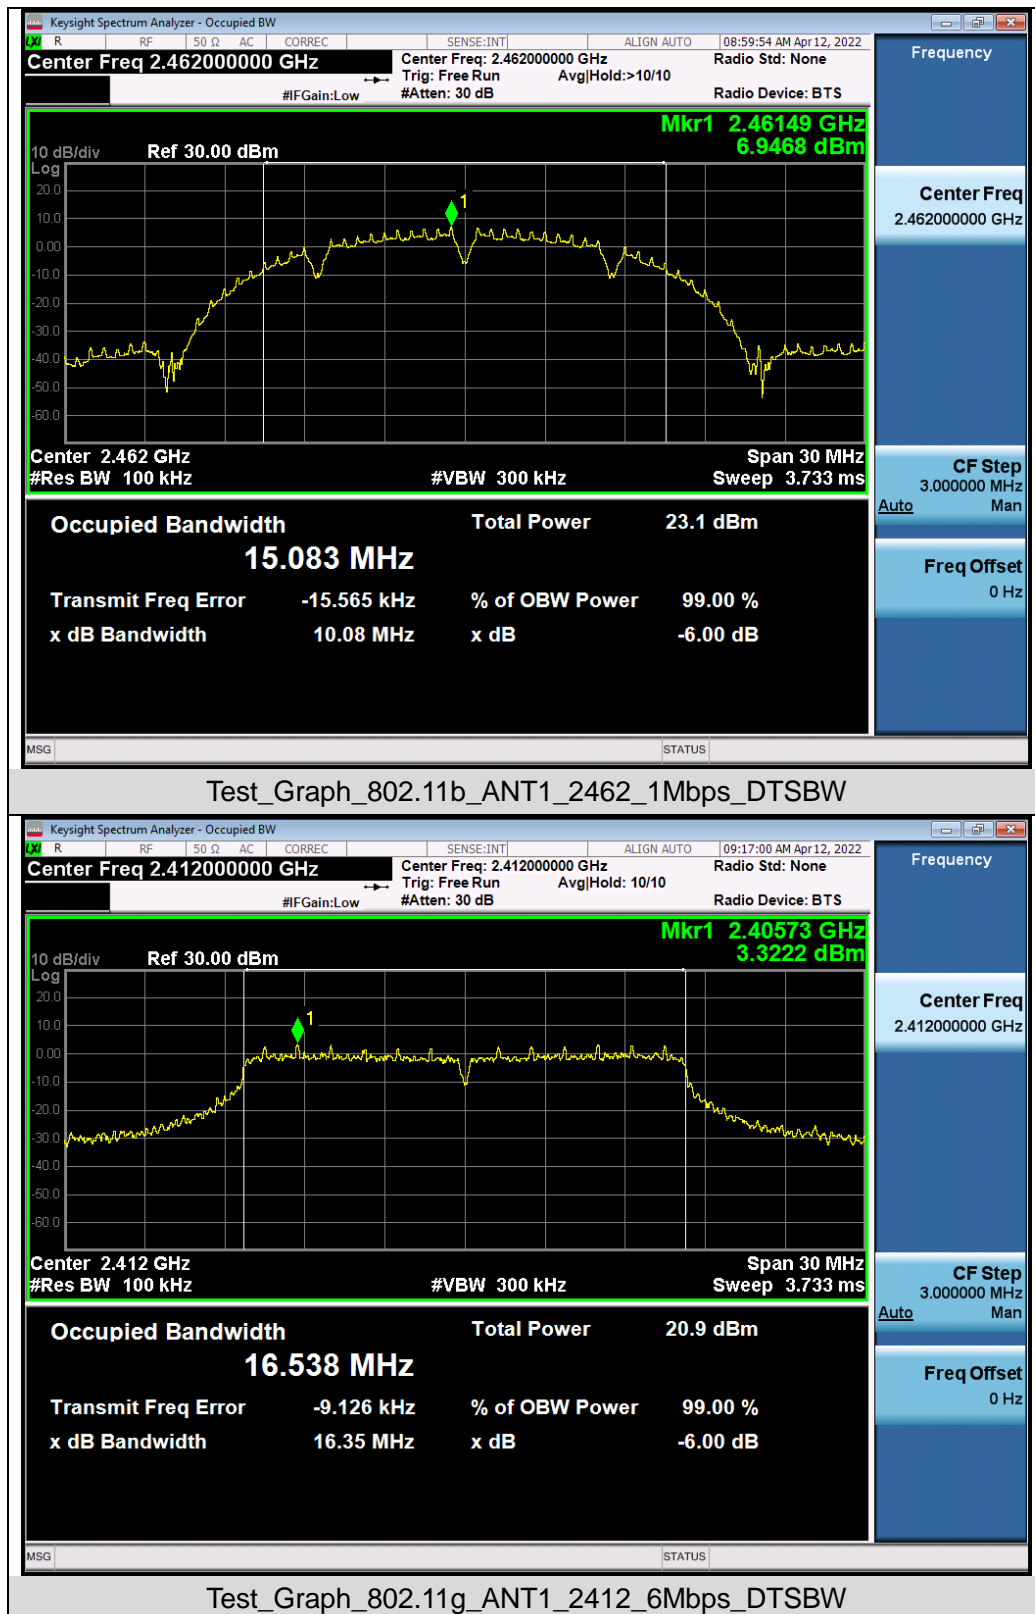 Keysight Spectrum Analyzer - Occupied BW
LXI R RF 50 Ω AC CORREC SENSE:INT ALIGN AUTO 08:59:54 AM Apr 12, 2022
Center Freq 2.462000000 GHz
Center Freq: 2.462000000 GHz
Radio Std: None
Trig: Free Run Avg|Hold:>10/10
#IFGain:Low #Atten: 30 dB Radio Device: BTS
Mkr1 2.46149 GHz
6.9468 dBm
10 dB/div Ref 30.00 dBm
Log
1
20.0
10.0
0.00
-10.0
-20.0
-30.0
-40.0
-50.0
-60.0
Center 2.462 GHz Span 30 MHz
#Res BW 100 kHz #VBW 300 kHz Sweep 3.733 ms
Occupied Bandwidth Total Power 23.1 dBm
15.083 MHz
Transmit Freq Error -15.565 kHz % of OBW Power 99.00 %
x dB Bandwidth 10.08 MHz x dB -6.00 dB
MSG STATUS
Frequency
Center Freq
2.462000000 GHz
CF Step
3.000000 MHz
Auto Man
Freq Offset
0 Hz
Test_Graph_802.11b_ANT1_2462_1Mbps_DTSBW
Keysight Spectrum Analyzer - Occupied BW
LXI R RF 50 Ω AC CORREC SENSE:INT ALIGN AUTO 09:17:00 AM Apr 12, 2022
Center Freq 2.412000000 GHz
Center Freq: 2.412000000 GHz
Radio Std: None
Trig: Free Run Avg|Hold: 10/10
#IFGain:Low #Atten: 30 dB Radio Device: BTS
Mkr1 2.40573 GHz
3.3222 dBm
10 dB/div Ref 30.00 dBm
Log
1
20.0
10.0
0.00
-10.0
-20.0
-30.0
-40.0
-50.0
-60.0
Center 2.412 GHz Span 30 MHz
#Res BW 100 kHz #VBW 300 kHz Sweep 3.733 ms
Occupied Bandwidth Total Power 20.9 dBm
16.538 MHz
Transmit Freq Error -9.126 kHz % of OBW Power 99.00 %
x dB Bandwidth 16.35 MHz x dB -6.00 dB
MSG STATUS
Frequency
Center Freq
2.412000000 GHz
CF Step
3.000000 MHz
Auto Man
Freq Offset
0 Hz
Test_Graph_802.11g_ANT1_2412_6Mbps_DTSBW